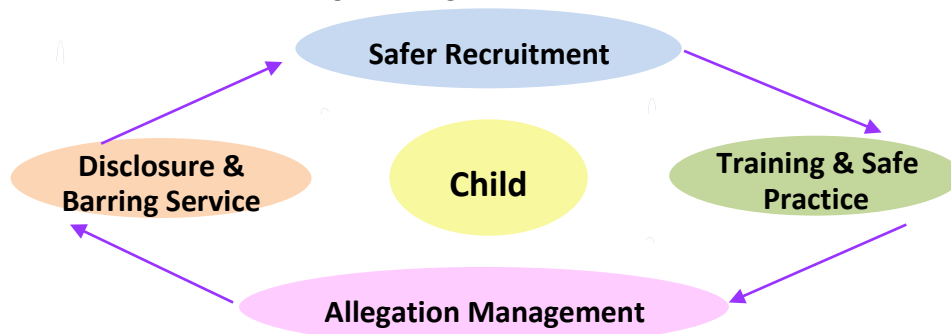 Safer Recruitment
Disclosure &
Barring Service
Child
Training & Safe
Practice
Allegation Management